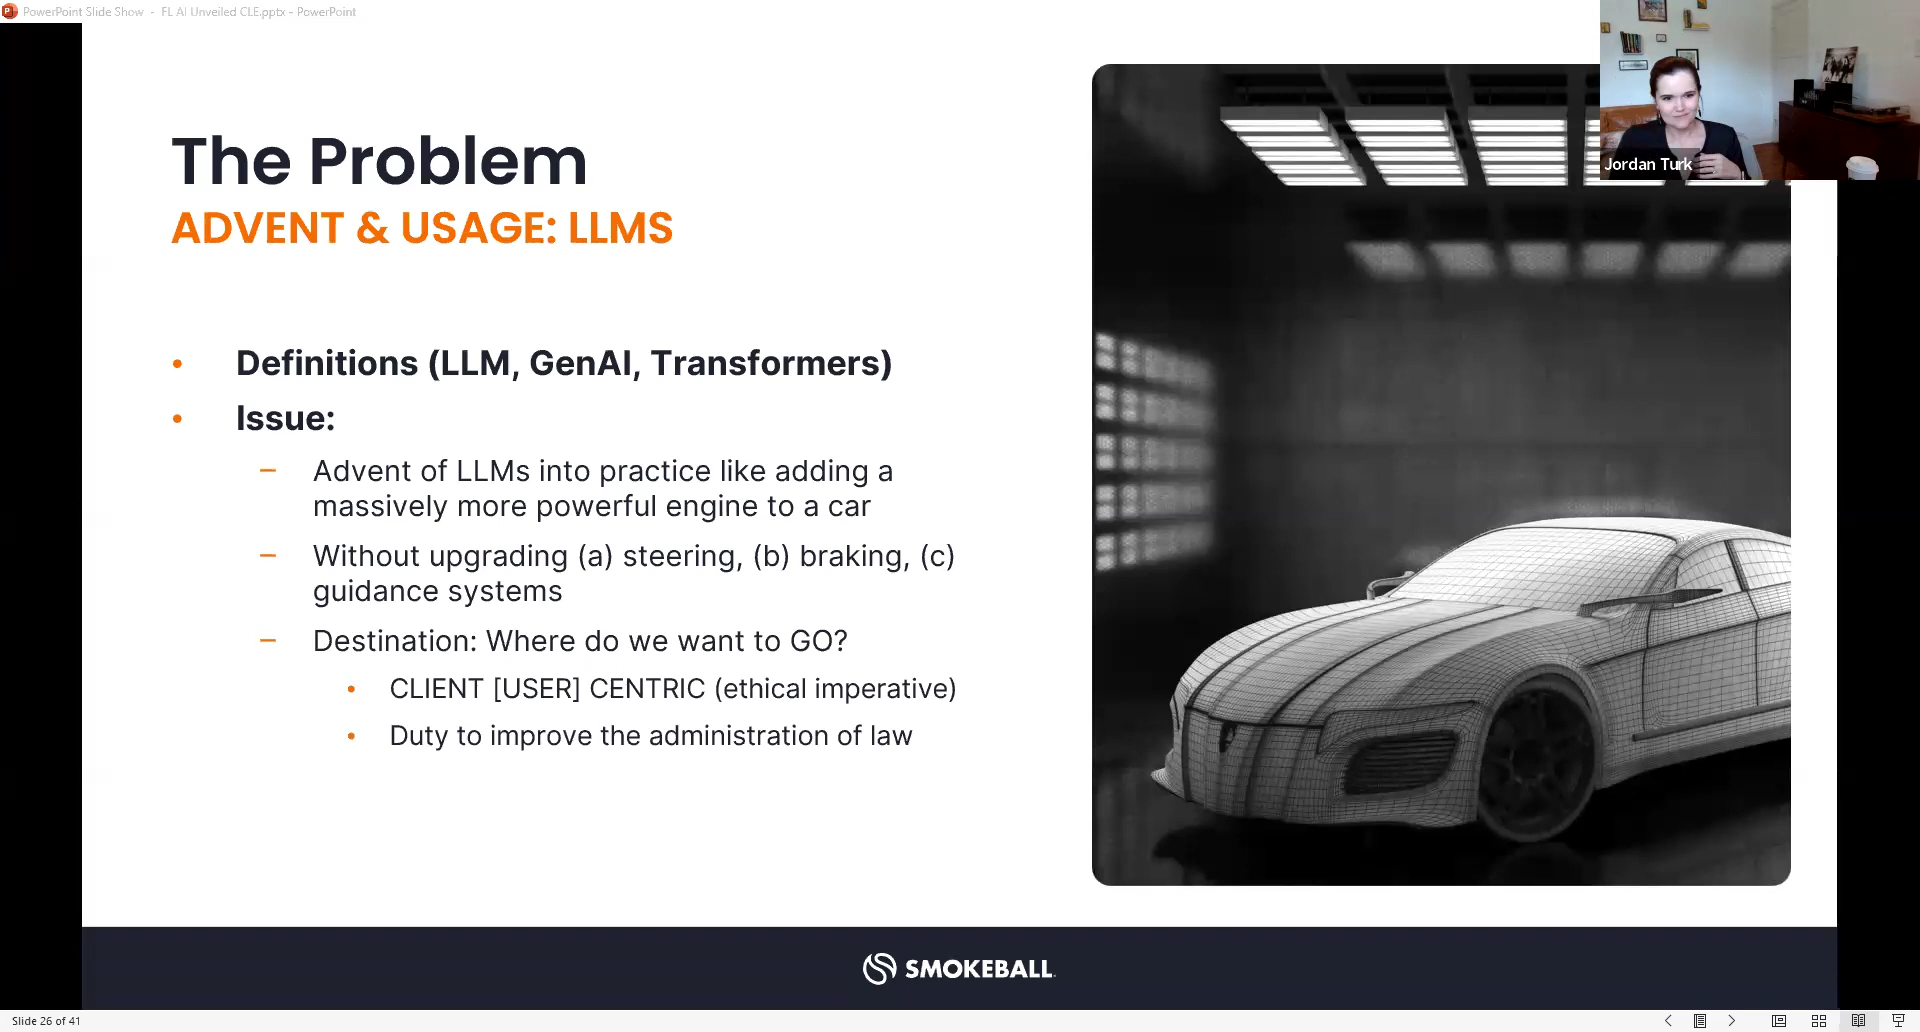 PowerPoint Slide Show - FL AI Unveiled CLE.pptx - PowerPoint
Jordan Turk
The Problem
ADVENT & USAGE: LLMS
• Definitions (LLM, GenAI, Transformers)
• Issue:
– Advent of LLMs into practice like adding a
massively more powerful engine to a car
– Without upgrading (a) steering, (b) braking, (c)
guidance systems
– Destination: Where do we want to GO?
• CLIENT [USER] CENTRIC (ethical imperative)
• Duty to improve the administration of law
SMOKEBALL
Slide 26 of 41